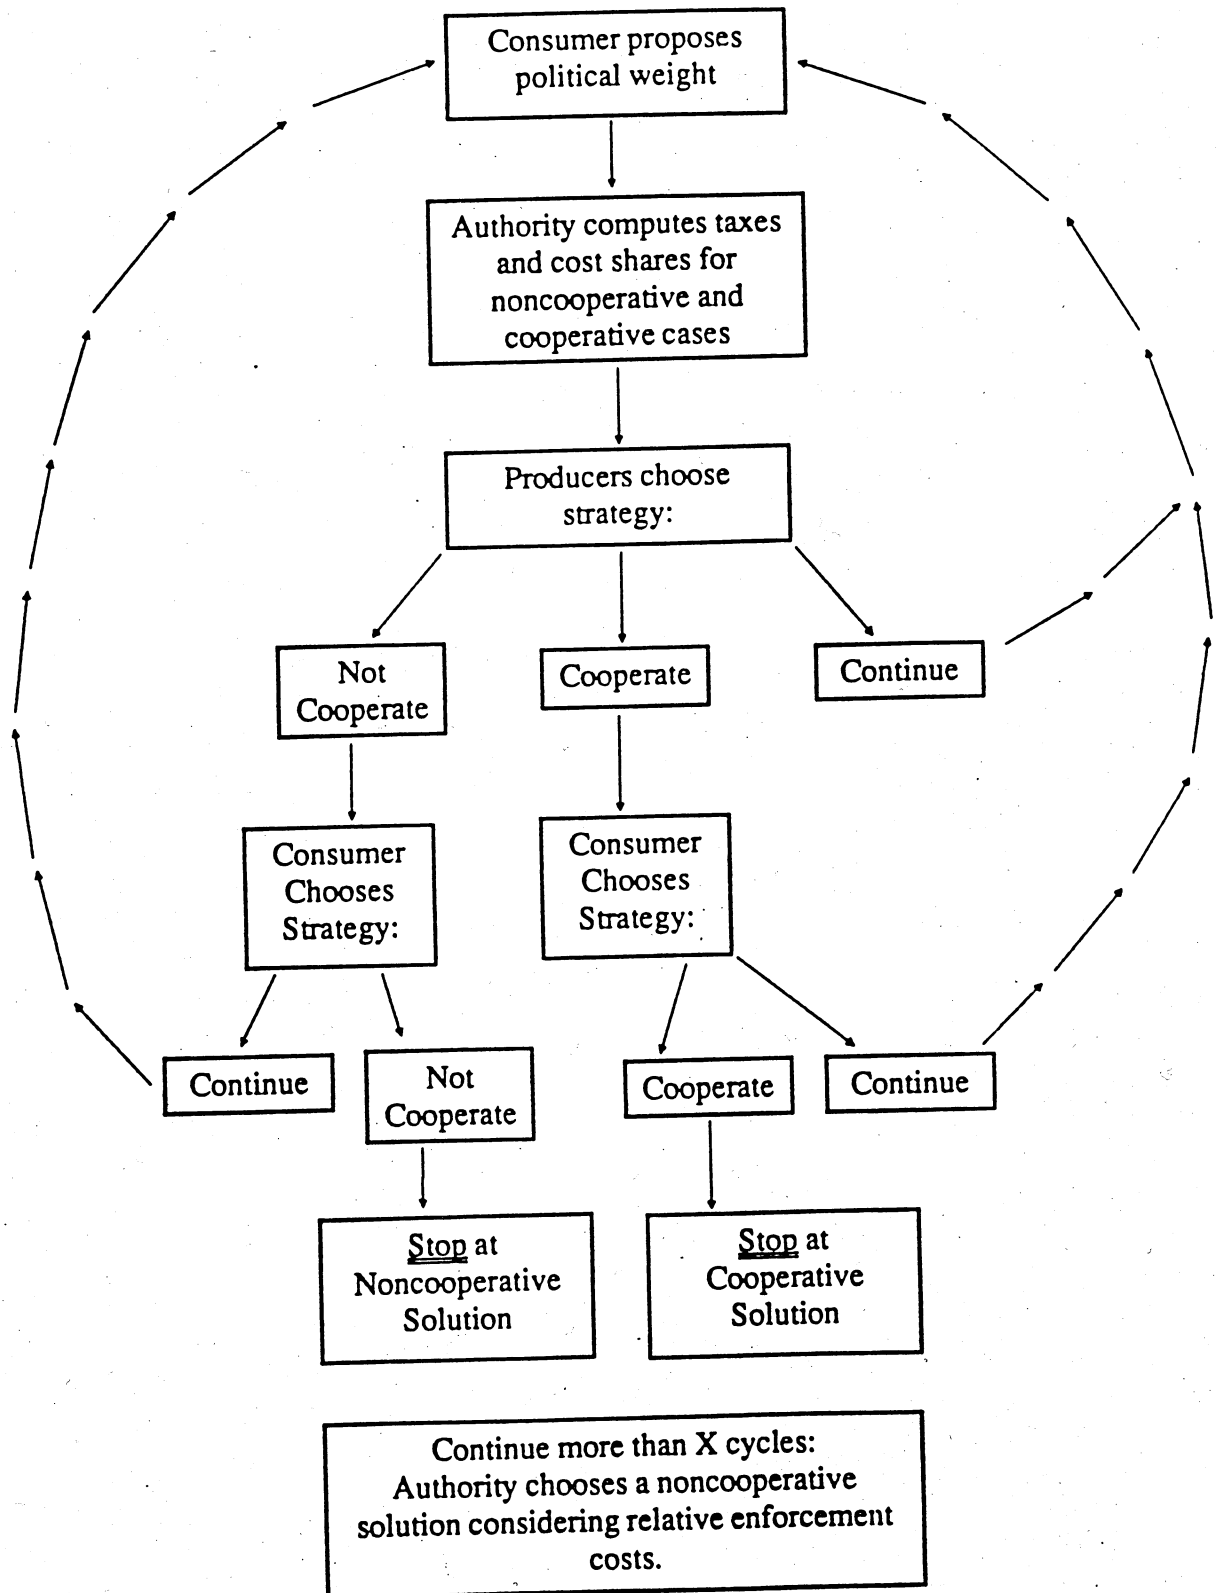 Consumer proposes
political weight
Authority computes taxes
and cost shares for
noncooperative and
cooperative cases
Producers choose
strategy:
Not
Cooperate
Cooperate
Continue
Consumer
Chooses
Strategy:
Consumer
Chooses
Strategy:
Continue
Not
Cooperate
Cooperate
Continue
Stop at
Noncooperative
Solution
Stop at
Cooperative
Solution
Continue more than X cycles:
Authority chooses a noncooperative
solution considering relative enforcement
costs.